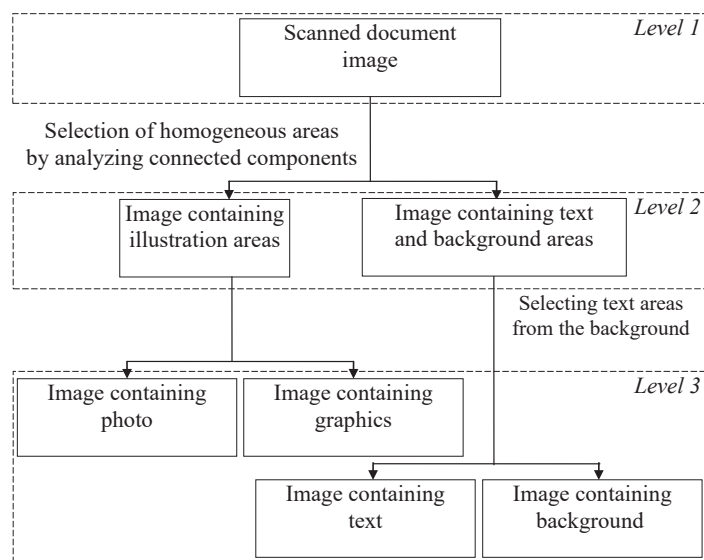 Level 1
Scanned document
image
Selection of homogeneous areas
by analyzing connected components
Level 2
Image containing
illustration areas
Image containing text
and background areas
Selecting text areas
from the background
Level 3
Image containing
photo
Image containing
graphics
Image containing
text
Image containing
background